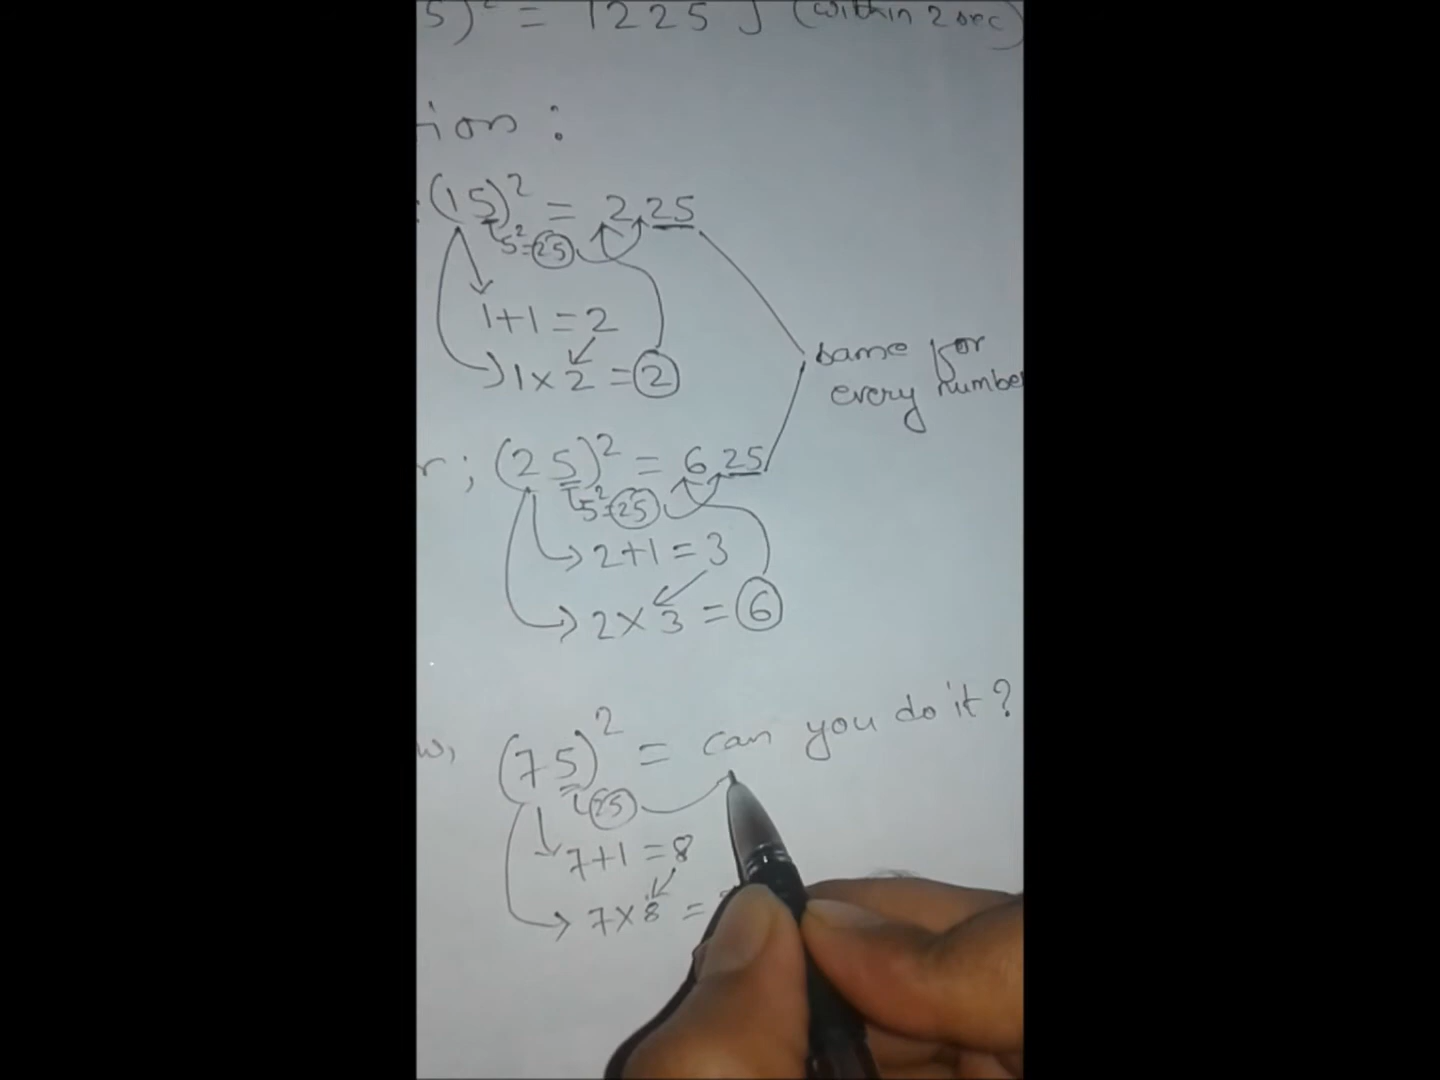 5)² = 1225 } (within 2 sec)
ion :
(15)² = 2,25
5²=25
1+1 = 2
1 × 2 = 2
same for
every number
r ; (25)² = 6,25
5²=25
2+1 = 3
2 × 3 = 6
w, (75)² = can you do it?
25
7+1 = 8
7 × 8 =